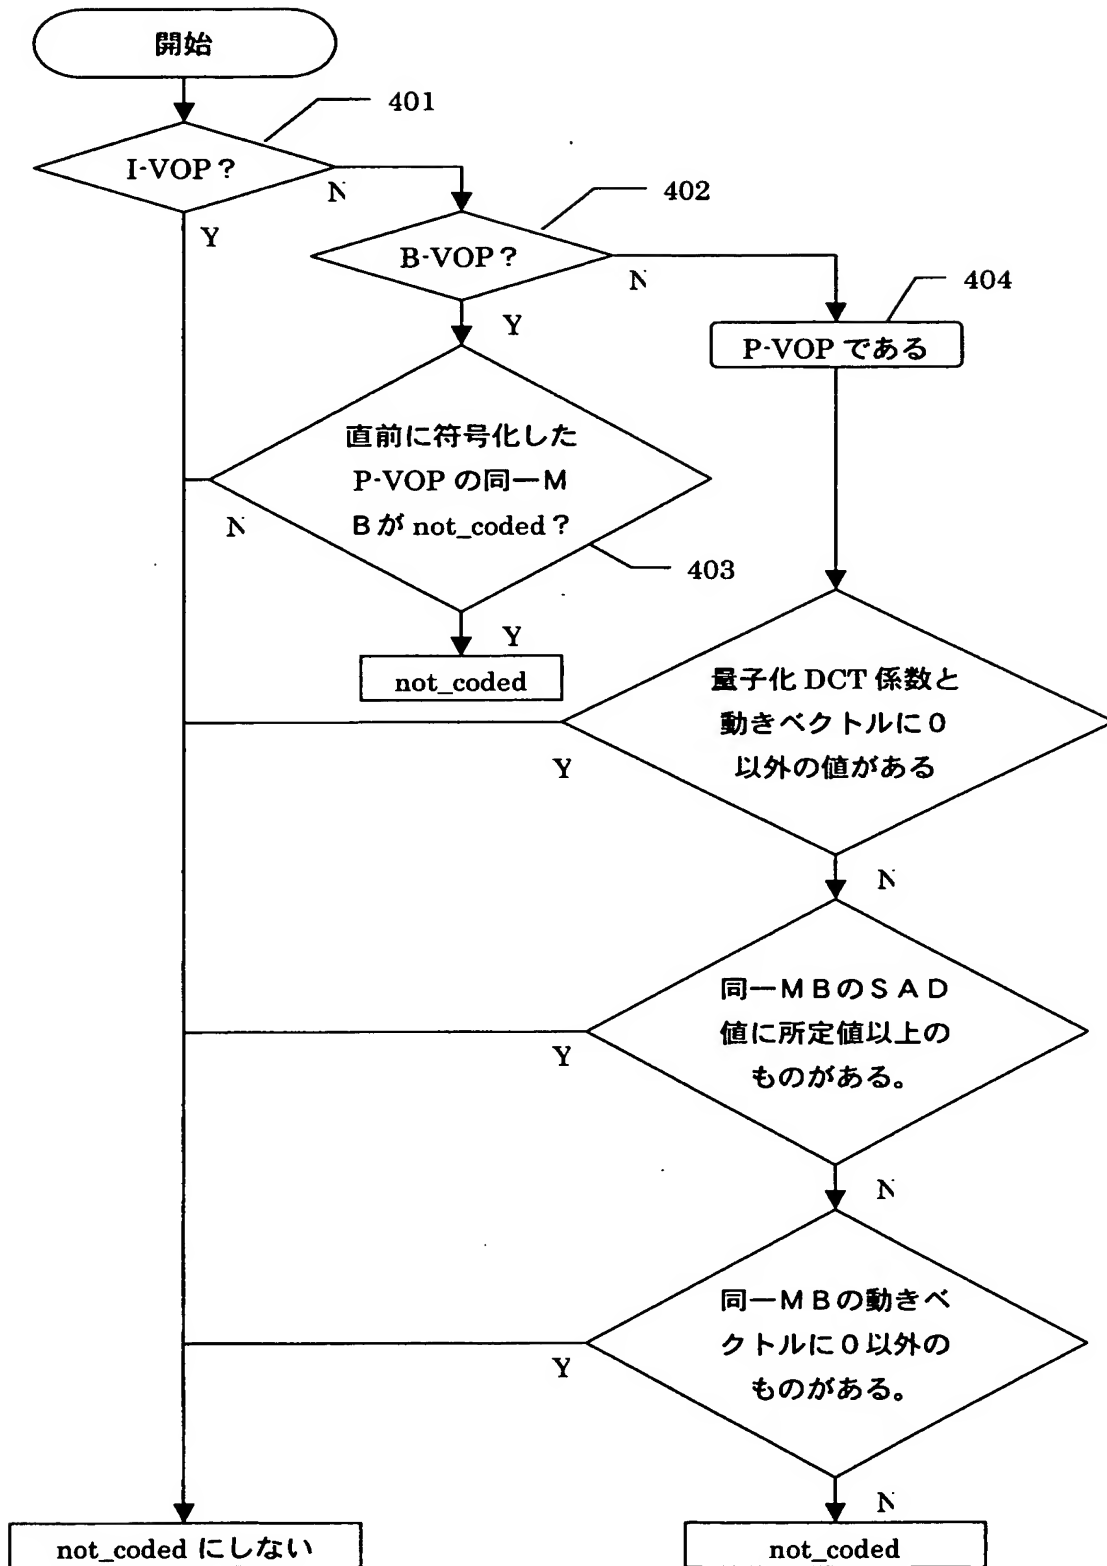 開始
401
I-VOP？
N
Y
402
B-VOP？
N
Y
404
P-VOP である
直前に符号化した
P-VOP の同一Ｍ
Ｂが not_coded？
N
403
Y
not_coded
量子化 DCT 係数と
動きベクトルに０
以外の値がある
Y
N
同一ＭＢのＳＡＤ
値に所定値以上の
ものがある。
Y
N
同一ＭＢの動きベ
クトルに０以外の
ものがある。
Y
N
not_coded にしない
not_coded